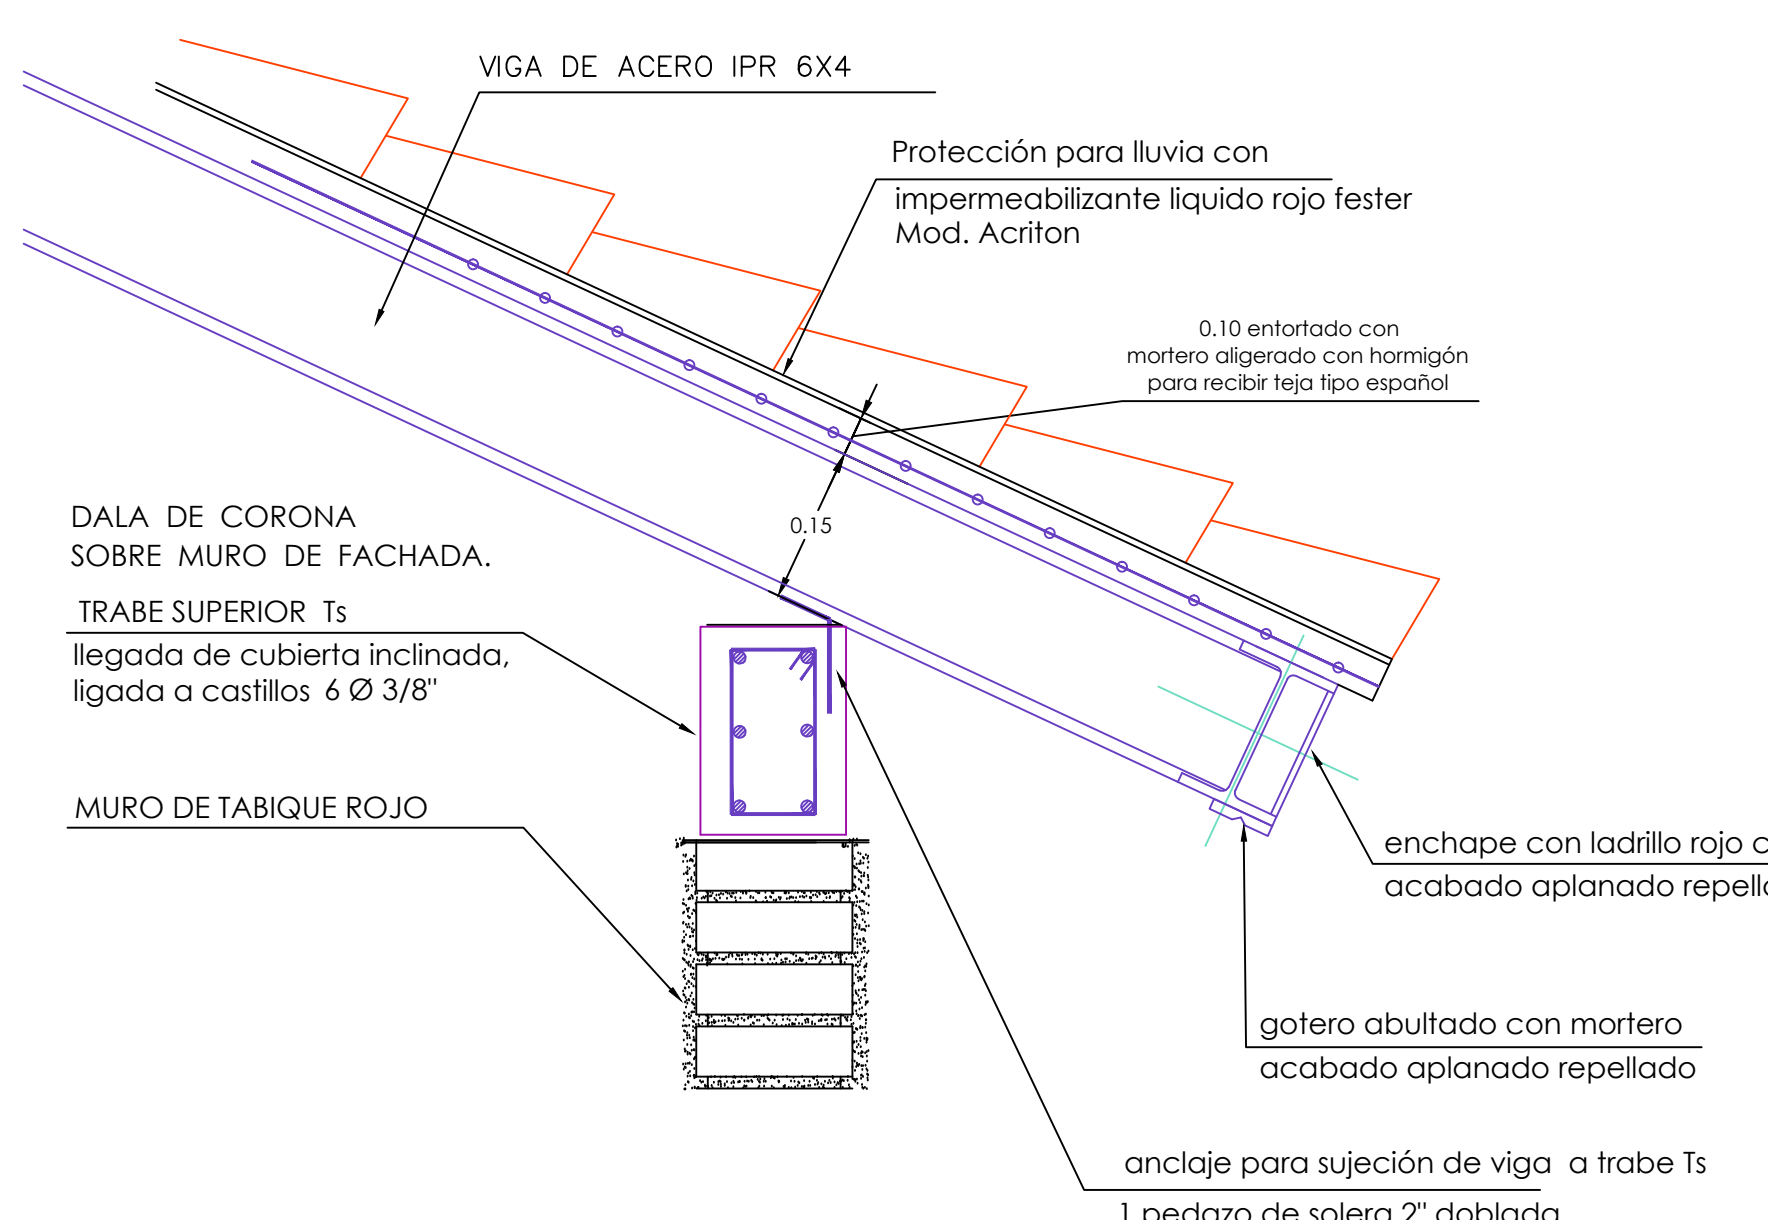 VIGA DE ACERO IPR 6X4
Protección para lluvia con
impermeabilizante liquido rojo fester
Mod. Acriton
0.10 entortado con
mortero aligerado con hormigón
para recibir teja tipo español
0.15
DALA DE CORONA
SOBRE MURO DE FACHADA.
TRABE SUPERIOR Ts
llegada de cubierta inclinada,
ligada a castillos 6 Ø 3/8"
MURO DE TABIQUE ROJO
enchape con ladrillo rojo
acabado aplanado
gotero abultado con mortero
acabado aplanado repellado
anclaje para sujeción de viga a trabe Ts
1 pedazo de solera 2" doblada